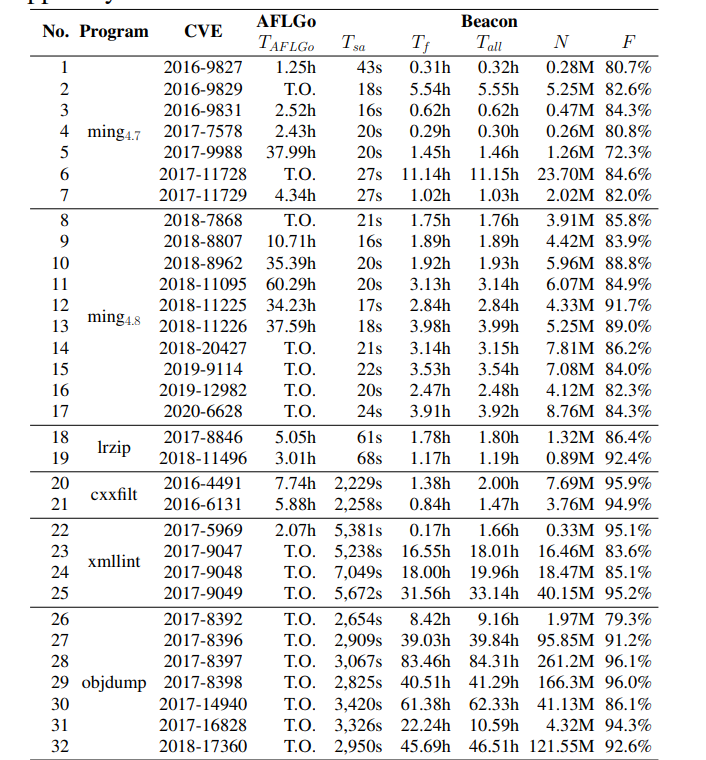 AFLGo Beacon
No. Program CVE T_AFLGo T_sa T_f T_all N F
1 2016-9827 1.25h 43s 0.31h 0.32h 0.28M 80.7%
2 2016-9829 T.O. 18s 5.54h 5.55h 5.25M 82.6%
3 2016-9831 2.52h 16s 0.62h 0.62h 0.47M 84.3%
4 ming4.7 2017-7578 2.43h 20s 0.29h 0.30h 0.26M 80.8%
5 2017-9988 37.99h 20s 1.45h 1.46h 1.26M 72.3%
6 2017-11728 T.O. 27s 11.14h 11.15h 23.70M 84.6%
7 2017-11729 4.34h 27s 1.02h 1.03h 2.02M 82.0%
8 2018-7868 T.O. 21s 1.75h 1.76h 3.91M 85.8%
9 2018-8807 10.71h 16s 1.89h 1.89h 4.42M 83.9%
10 2018-8962 35.39h 20s 1.92h 1.93h 5.96M 88.8%
11 2018-11095 60.29h 20s 3.13h 3.14h 6.07M 84.9%
12 2018-11225 34.23h 17s 2.84h 2.84h 4.33M 91.7%
ming4.8
13 2018-11226 37.59h 18s 3.98h 3.99h 5.25M 89.0%
14 2018-20427 T.O. 21s 3.14h 3.15h 7.81M 86.2%
15 2019-9114 T.O. 22s 3.53h 3.54h 7.08M 84.0%
16 2019-12982 T.O. 20s 2.47h 2.48h 4.12M 82.3%
17 2020-6628 T.O. 24s 3.91h 3.92h 8.76M 84.3%
18 2017-8846 5.05h 61s 1.78h 1.80h 1.32M 86.4%
lrzip
19 2018-11496 3.01h 68s 1.17h 1.19h 0.89M 92.4%
20 2016-4491 7.74h 2,229s 1.38h 2.00h 7.69M 95.9%
cxxfilt
21 2016-6131 5.88h 2,258s 0.84h 1.47h 3.76M 94.9%
22 2017-5969 2.07h 5,381s 0.17h 1.66h 0.33M 95.1%
23 2017-9047 T.O. 5,238s 16.55h 18.01h 16.46M 83.6%
xmllint
24 2017-9048 T.O. 7,049s 18.00h 19.96h 18.47M 85.1%
25 2017-9049 T.O. 5,672s 31.56h 33.14h 40.15M 95.2%
26 2017-8392 T.O. 2,654s 8.42h 9.16h 1.97M 79.3%
27 2017-8396 T.O. 2,909s 39.03h 39.84h 95.85M 91.2%
28 2017-8397 T.O. 3,067s 83.46h 84.31h 261.2M 96.1%
29 objdump 2017-8398 T.O. 2,825s 40.51h 41.29h 166.3M 96.0%
30 2017-14940 T.O. 3,420s 61.38h 62.33h 41.13M 86.1%
31 2017-16828 T.O. 3,326s 22.24h 10.59h 4.32M 94.3%
32 2018-17360 T.O. 2,950s 45.69h 46.51h 121.55M 92.6%